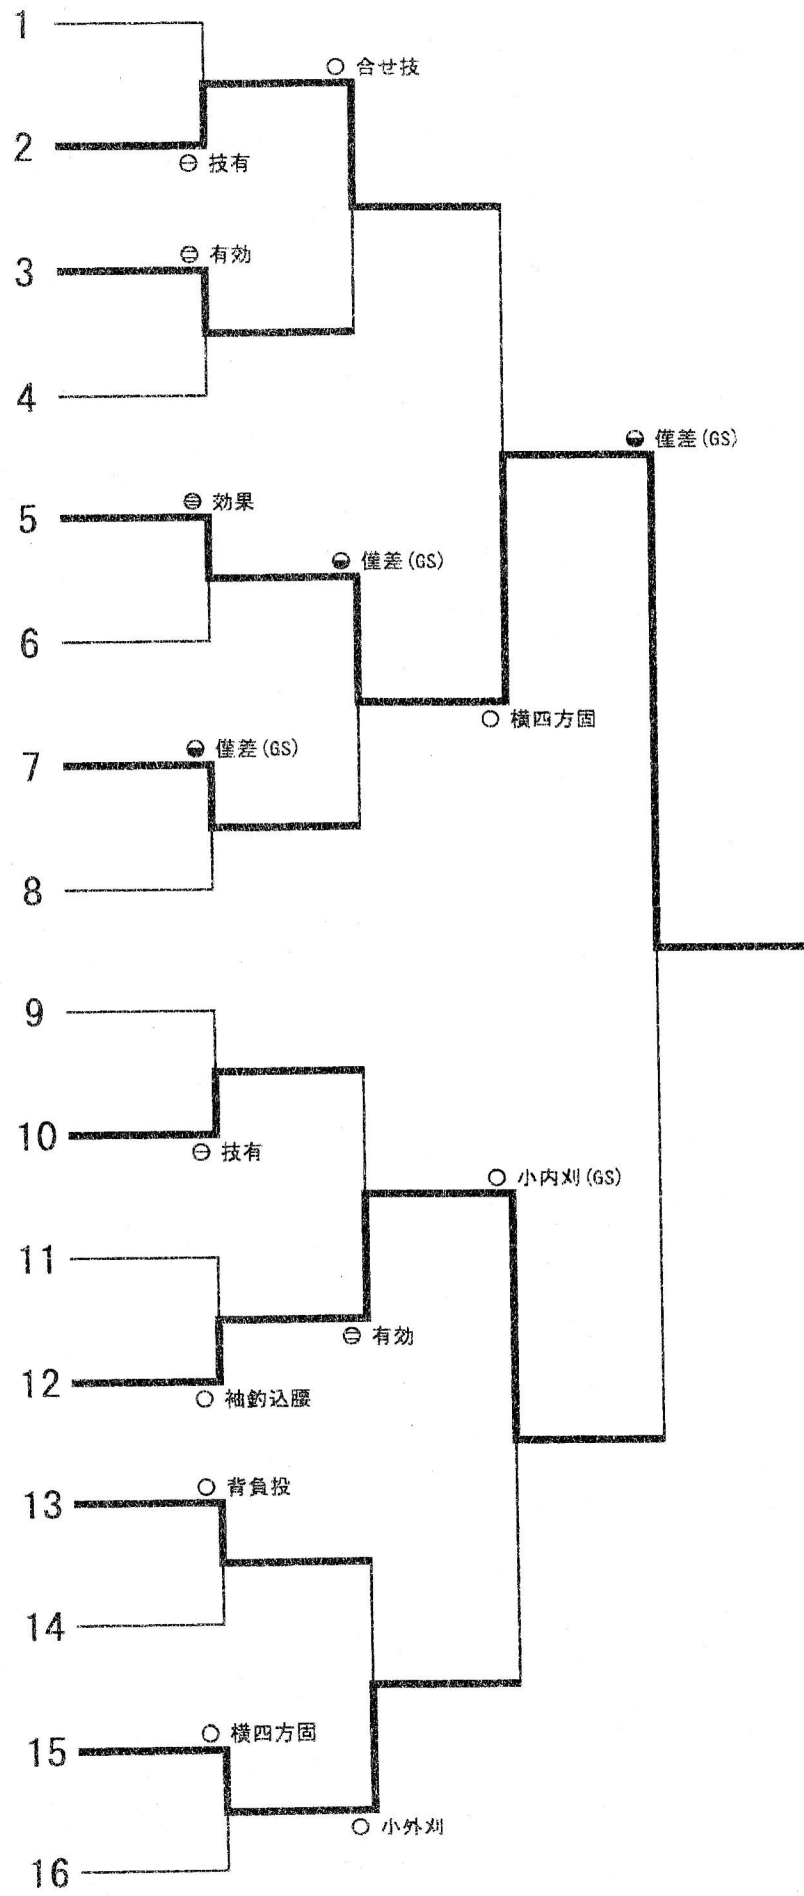 1
○ 合せ技
2
⊖ 技有
⊜ 有効
3
4
僅差(GS)
効果
5
僅差(GS)
6
○ 横四方固
僅差(GS)
7
8
9
10
⊖ 技有
○ 小内刈(GS)
11
⊜ 有効
12
○ 袖釣込腰
○ 背負投
13
14
○ 横四方固
15
○ 小外刈
16